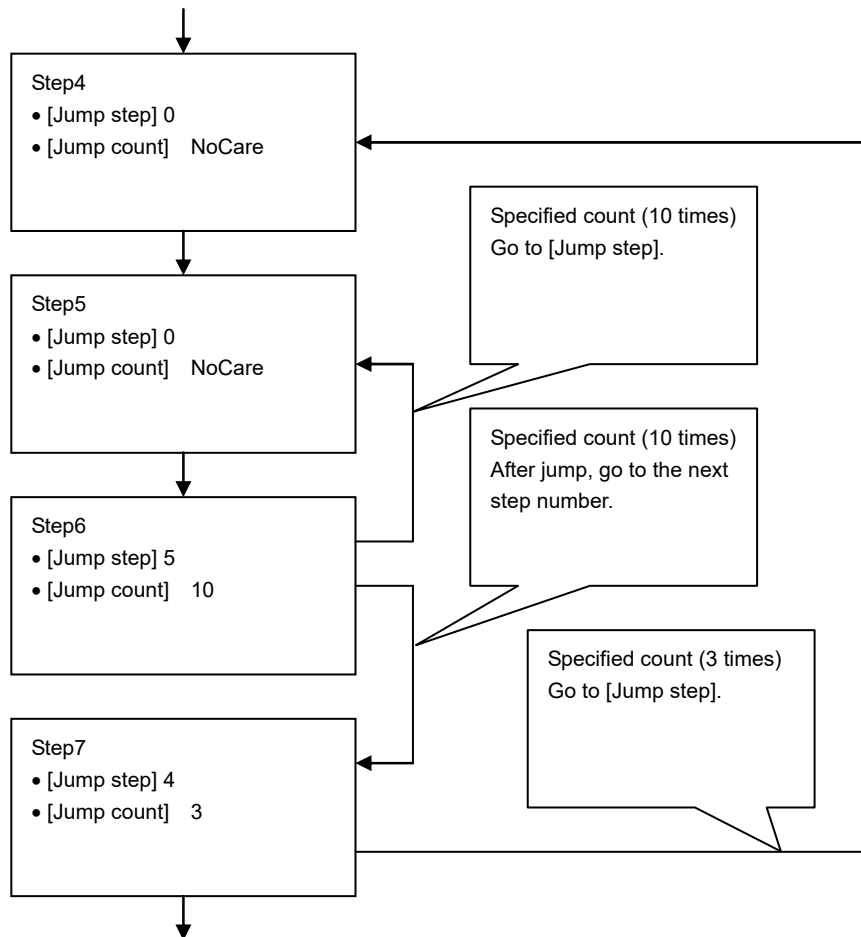 Step4
• [Jump step] 0
• [Jump count] NoCare
Specified count (10 times)
Go to [Jump step].
Step5
• [Jump step] 0
• [Jump count] NoCare
Specified count (10 times)
After jump, go to the next
step number.
Step6
• [Jump step] 5
• [Jump count] 10
Specified count (3 times)
Go to [Jump step].
Step7
• [Jump step] 4
• [Jump count] 3